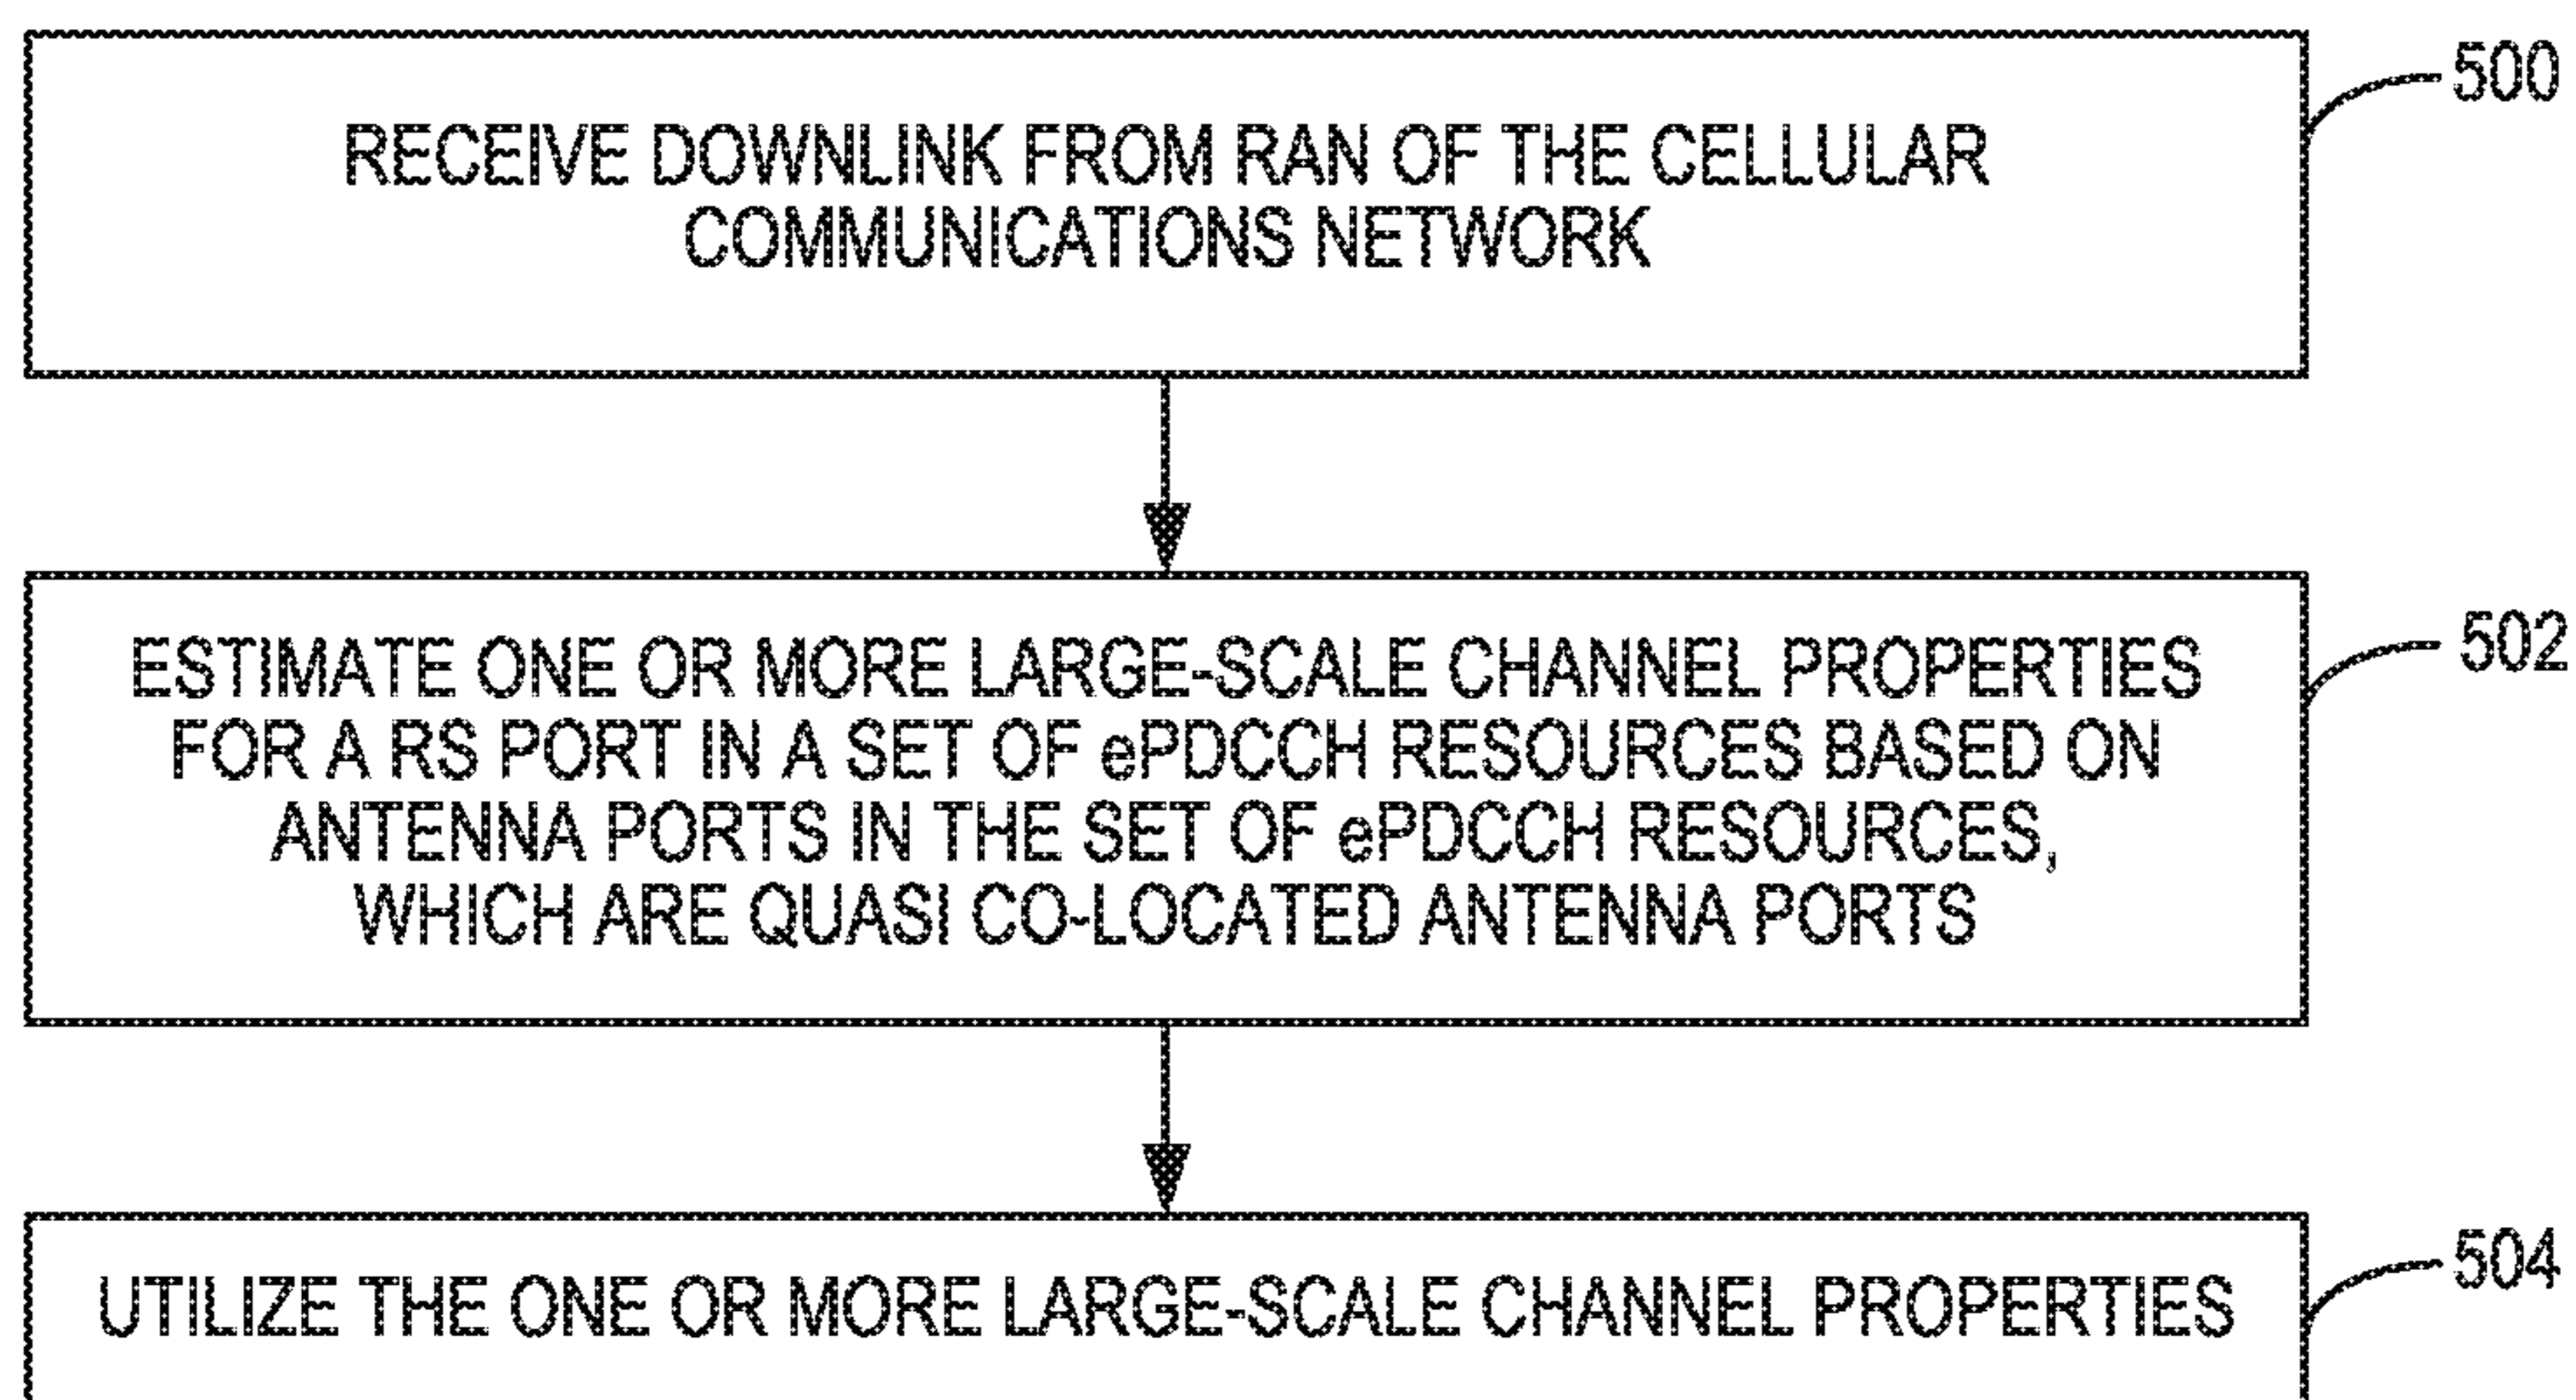 RECEIVE DOWNLINK FROM RAN OF THE CELLULAR
COMMUNICATIONS NETWORK
500
ESTIMATE ONE OR MORE LARGE-SCALE CHANNEL PROPERTIES
FOR A RS PORT IN A SET OF ePDCCH RESOURCES BASED ON
ANTENNA PORTS IN THE SET OF ePDCCH RESOURCES,
WHICH ARE QUASI CO-LOCATED ANTENNA PORTS
502
UTILIZE THE ONE OR MORE LARGE-SCALE CHANNEL PROPERTIES
504